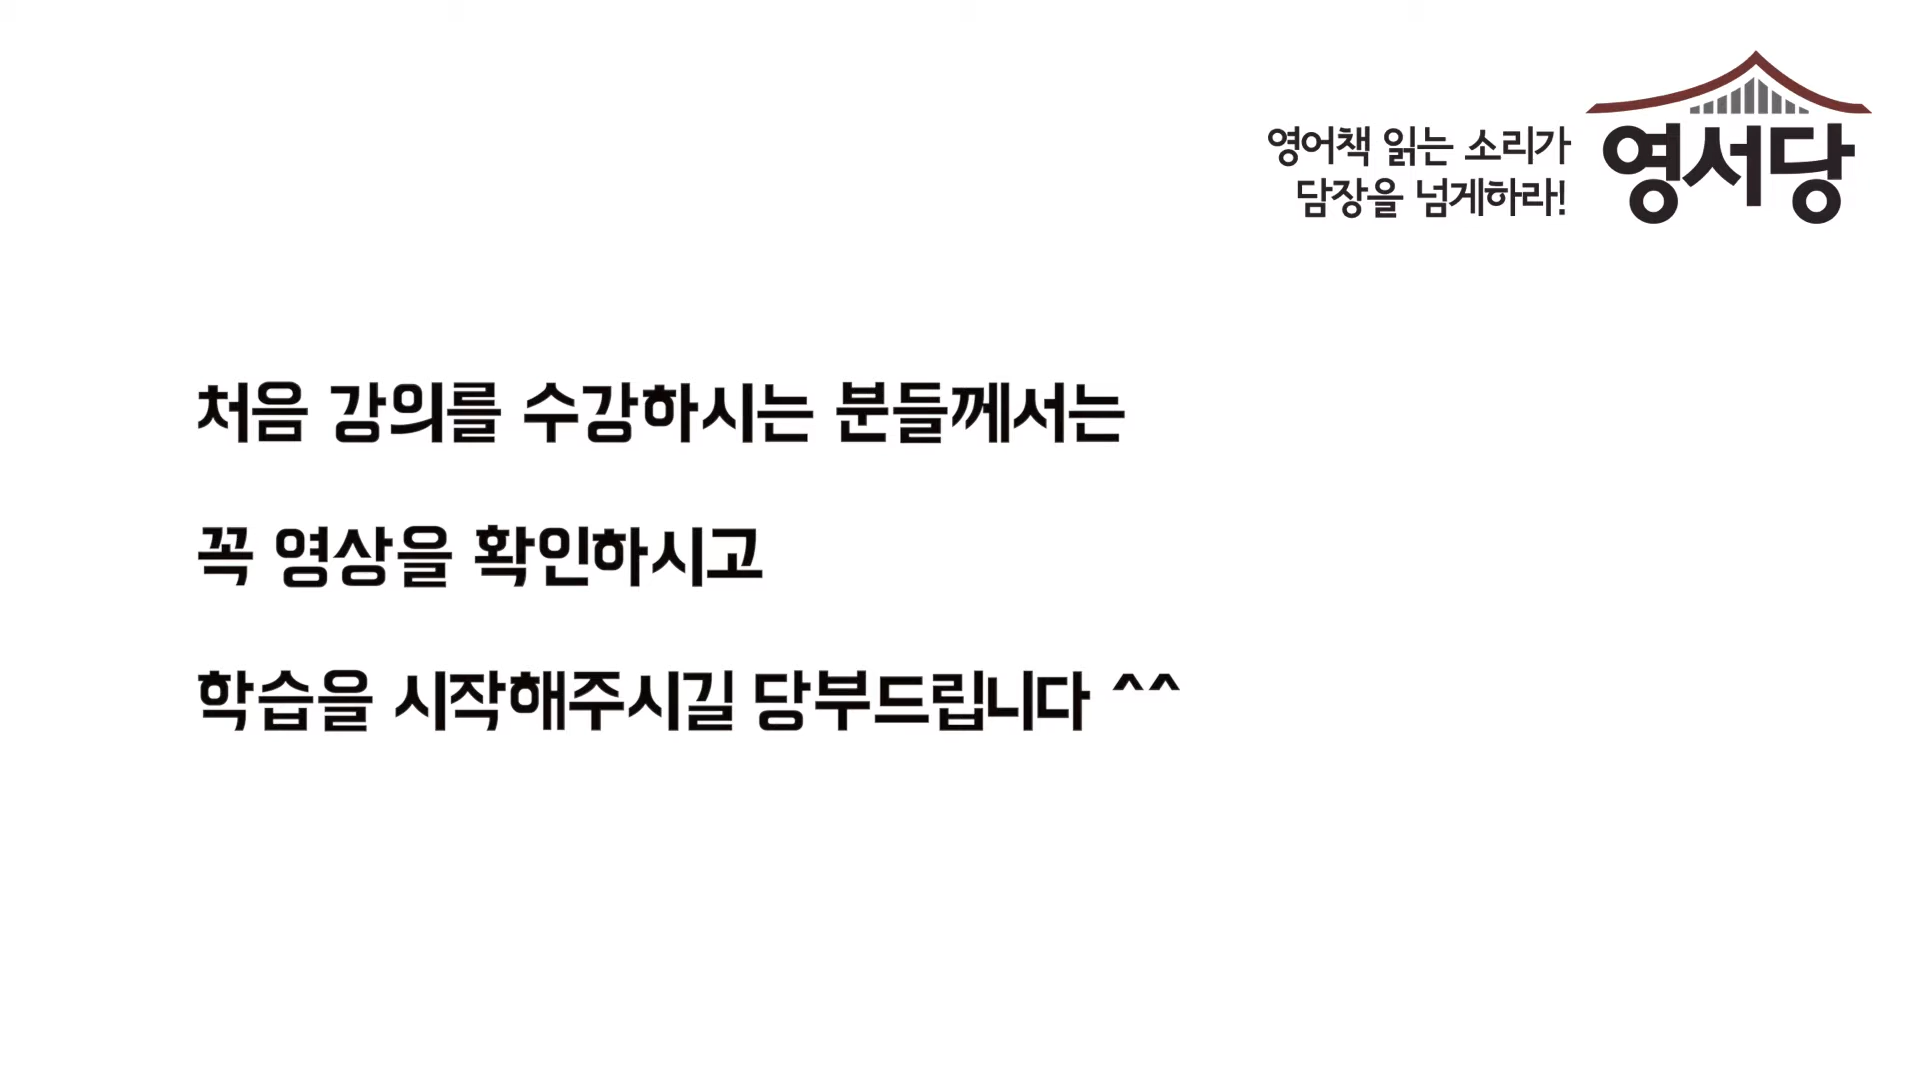 영어책 읽는 소리가
담장을 넘게하라!
영서당
처음 강의를 수강하시는 분들께서는
꼭 영상을 확인하시고
학습을 시작해주시길 당부드립니다 ^^